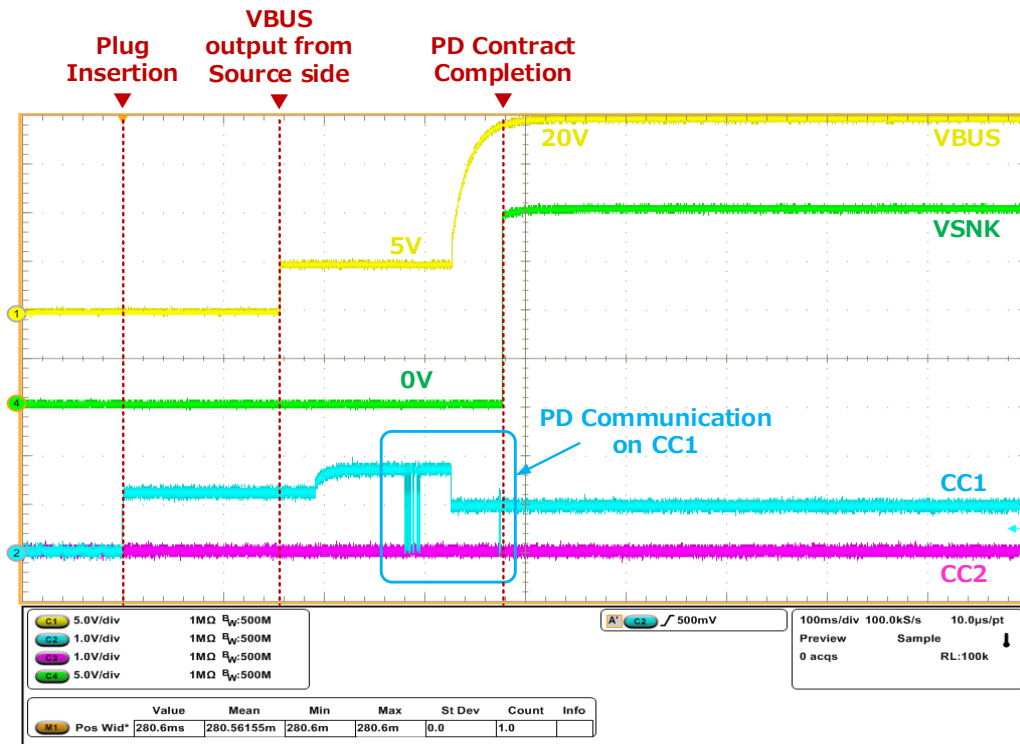 Plug
Insertion
VBUS
output from
Source side
PD Contract
Completion
20V
VBUS
VSNK
5V
1
0V
4
PD Communication
on CC1
CC1
2
CC2
C1 5.0V/div 1MΩ BW:500M
C2 1.0V/div 1MΩ BW:500M
C3 1.0V/div 1MΩ BW:500M
C4 5.0V/div 1MΩ BW:500M
A' C2 500mV
100ms/div 100.0kS/s 10.0µs/pt
Preview Sample
0 acqs RL:100k
Value Mean Min Max St Dev Count Info
M1 Pos Wid* 280.6ms 280.56155m 280.6m 280.6m 0.0 1.0